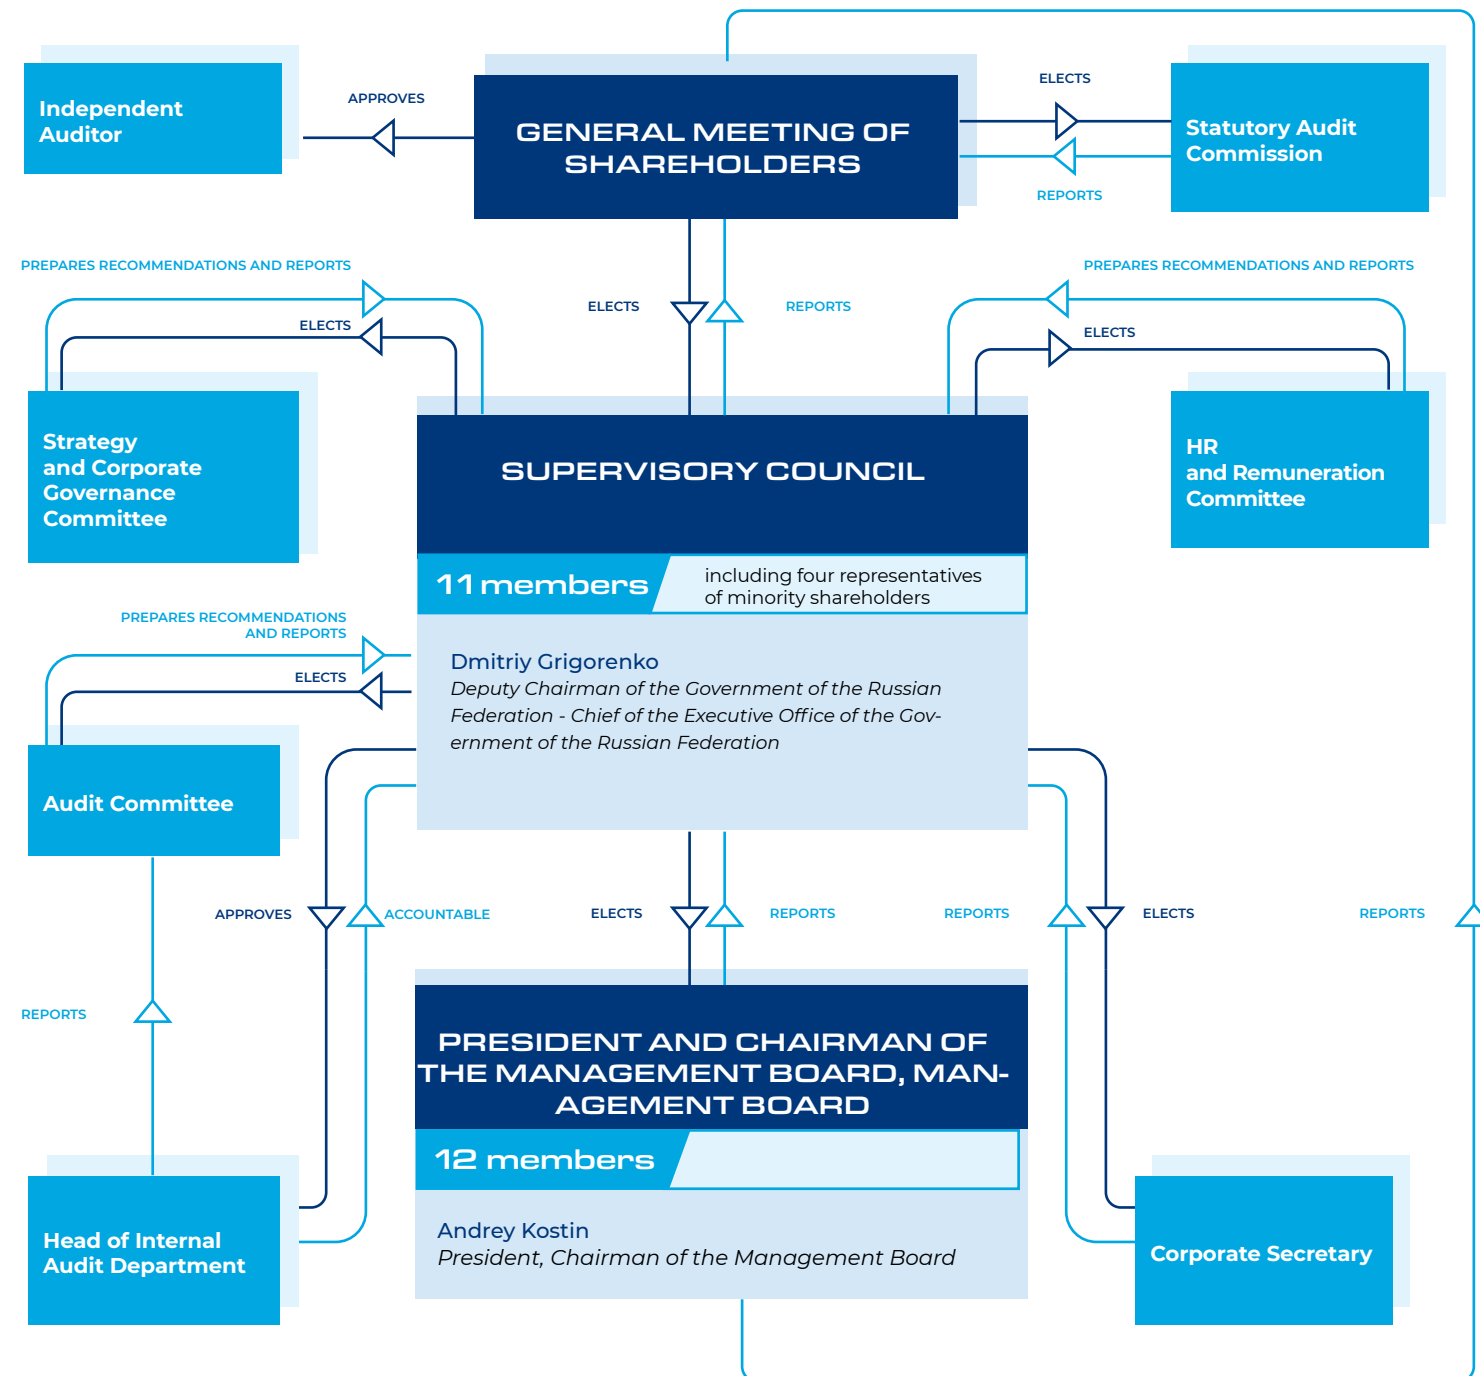 Independent
Auditor
APPROVES
GENERAL MEETING OF
SHAREHOLDERS
ELECTS
REPORTS
Statutory Audit
Commission
PREPARES RECOMMENDATIONS AND REPORTS
ELECTS
ELECTS
REPORTS
PREPARES RECOMMENDATIONS AND REPORTS
ELECTS
Strategy
and Corporate
Governance
Committee
SUPERVISORY COUNCIL
HR
and Remuneration
Committee
11 members
including four representatives
of minority shareholders
PREPARES RECOMMENDATIONS
AND REPORTS
ELECTS
Dmitriy Grigorenko
Deputy Chairman of the Government of the Russian
Federation - Chief of the Executive Office of the Gov-
ernment of the Russian Federation
Audit Committee
APPROVES
ACCOUNTABLE
ELECTS
REPORTS
REPORTS
ELECTS
REPORTS
REPORTS
PRESIDENT AND CHAIRMAN OF
THE MANAGEMENT BOARD, MAN-
AGEMENT BOARD
12 members
Andrey Kostin
President, Chairman of the Management Board
Head of Internal
Audit Department
Corporate Secretary